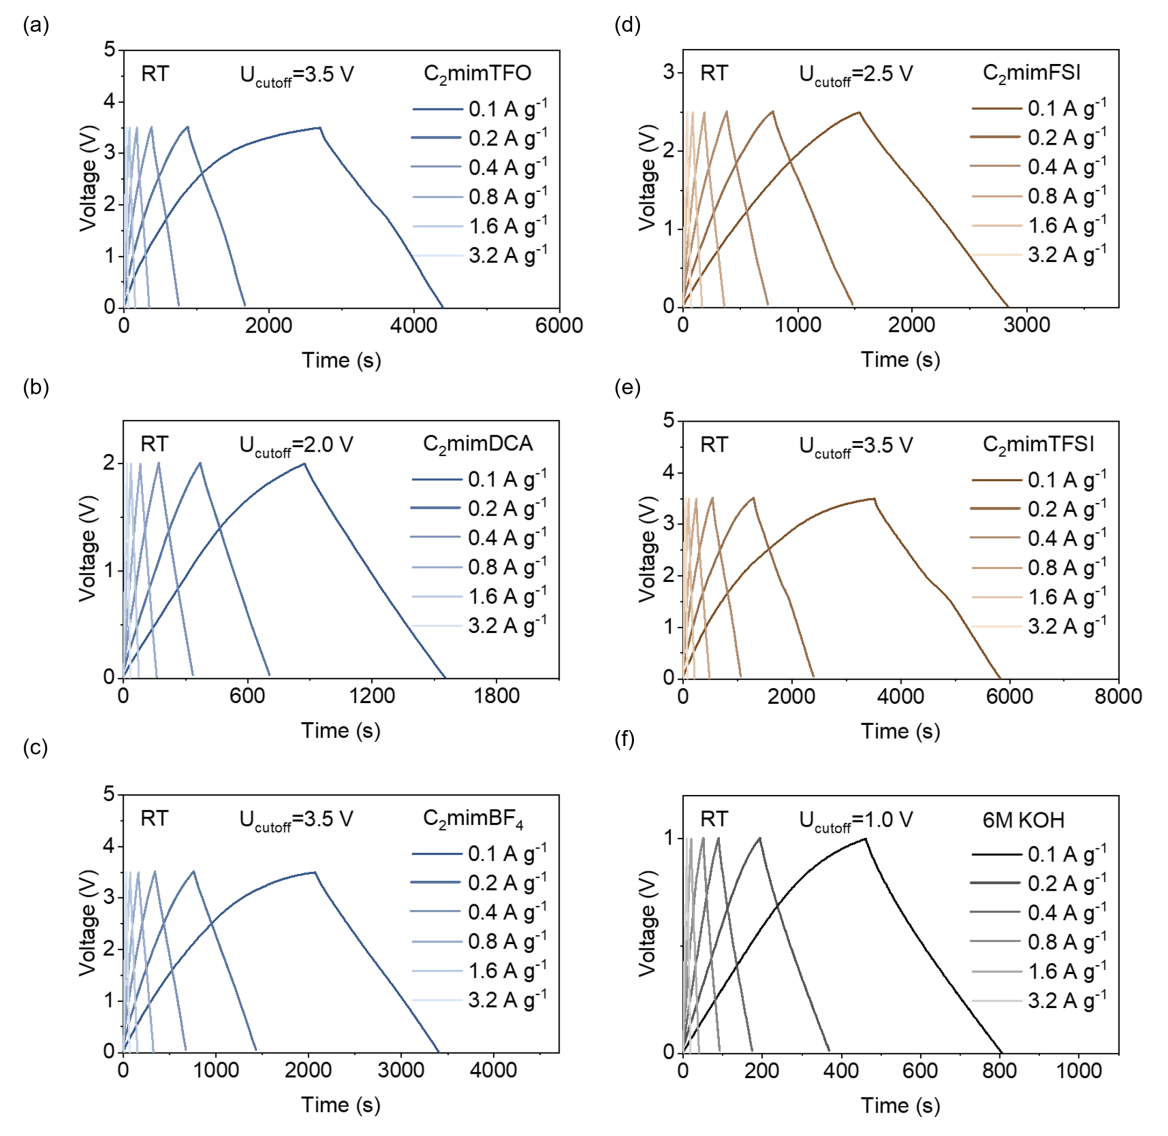 (a)
5
4
3
2
1
0
Voltage (V)
RT
Ucutoff=3.5 V
C2mimTFO
0.1 A g-1
0.2 A g-1
0.4 A g-1
0.8 A g-1
1.6 A g-1
3.2 A g-1
0 2000 4000 6000
Time (s)
(d)
3
2
1
0
Voltage (V)
RT
Ucutoff=2.5 V
C2mimFSI
0.1 A g-1
0.2 A g-1
0.4 A g-1
0.8 A g-1
1.6 A g-1
3.2 A g-1
0 1000 2000 3000
Time (s)
(b)
2
1
0
Voltage (V)
RT
Ucutoff=2.0 V
C2mimDCA
0.1 A g-1
0.2 A g-1
0.4 A g-1
0.8 A g-1
1.6 A g-1
3.2 A g-1
0 600 1200 1800
Time (s)
(e)
5
4
3
2
1
0
Voltage (V)
RT
Ucutoff=3.5 V
C2mimTFSI
0.1 A g-1
0.2 A g-1
0.4 A g-1
0.8 A g-1
1.6 A g-1
3.2 A g-1
0 2000 4000 6000 8000
Time (s)
(c)
5
4
3
2
1
0
Voltage (V)
RT
Ucutoff=3.5 V
C2mimBF4
0.1 A g-1
0.2 A g-1
0.4 A g-1
0.8 A g-1
1.6 A g-1
3.2 A g-1
0 1000 2000 3000 4000
Time (s)
(f)
1
0
Voltage (V)
RT
Ucutoff=1.0 V
6M KOH
0.1 A g-1
0.2 A g-1
0.4 A g-1
0.8 A g-1
1.6 A g-1
3.2 A g-1
0 200 400 600 800 1000
Time (s)